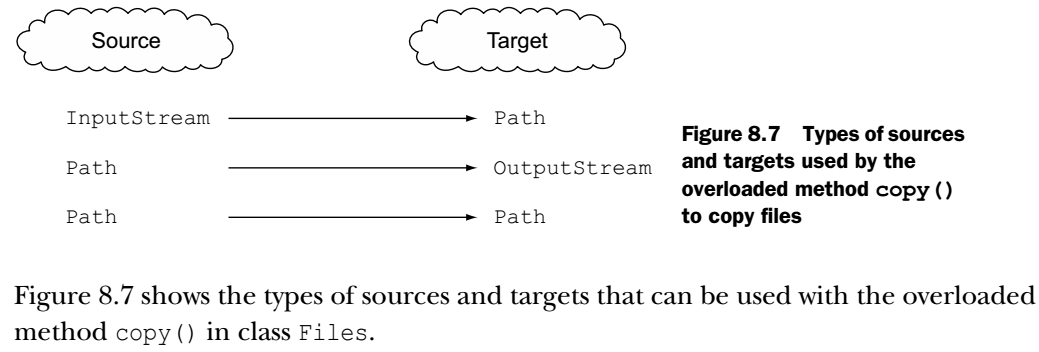 Source Target
InputStream Path
Path OutputStream
Path Path
Figure 8.7 Types of sources
and targets used by the
overloaded method copy()
to copy files
Figure 8.7 shows the types of sources and targets that can be used with the overloaded
method copy() in class Files.